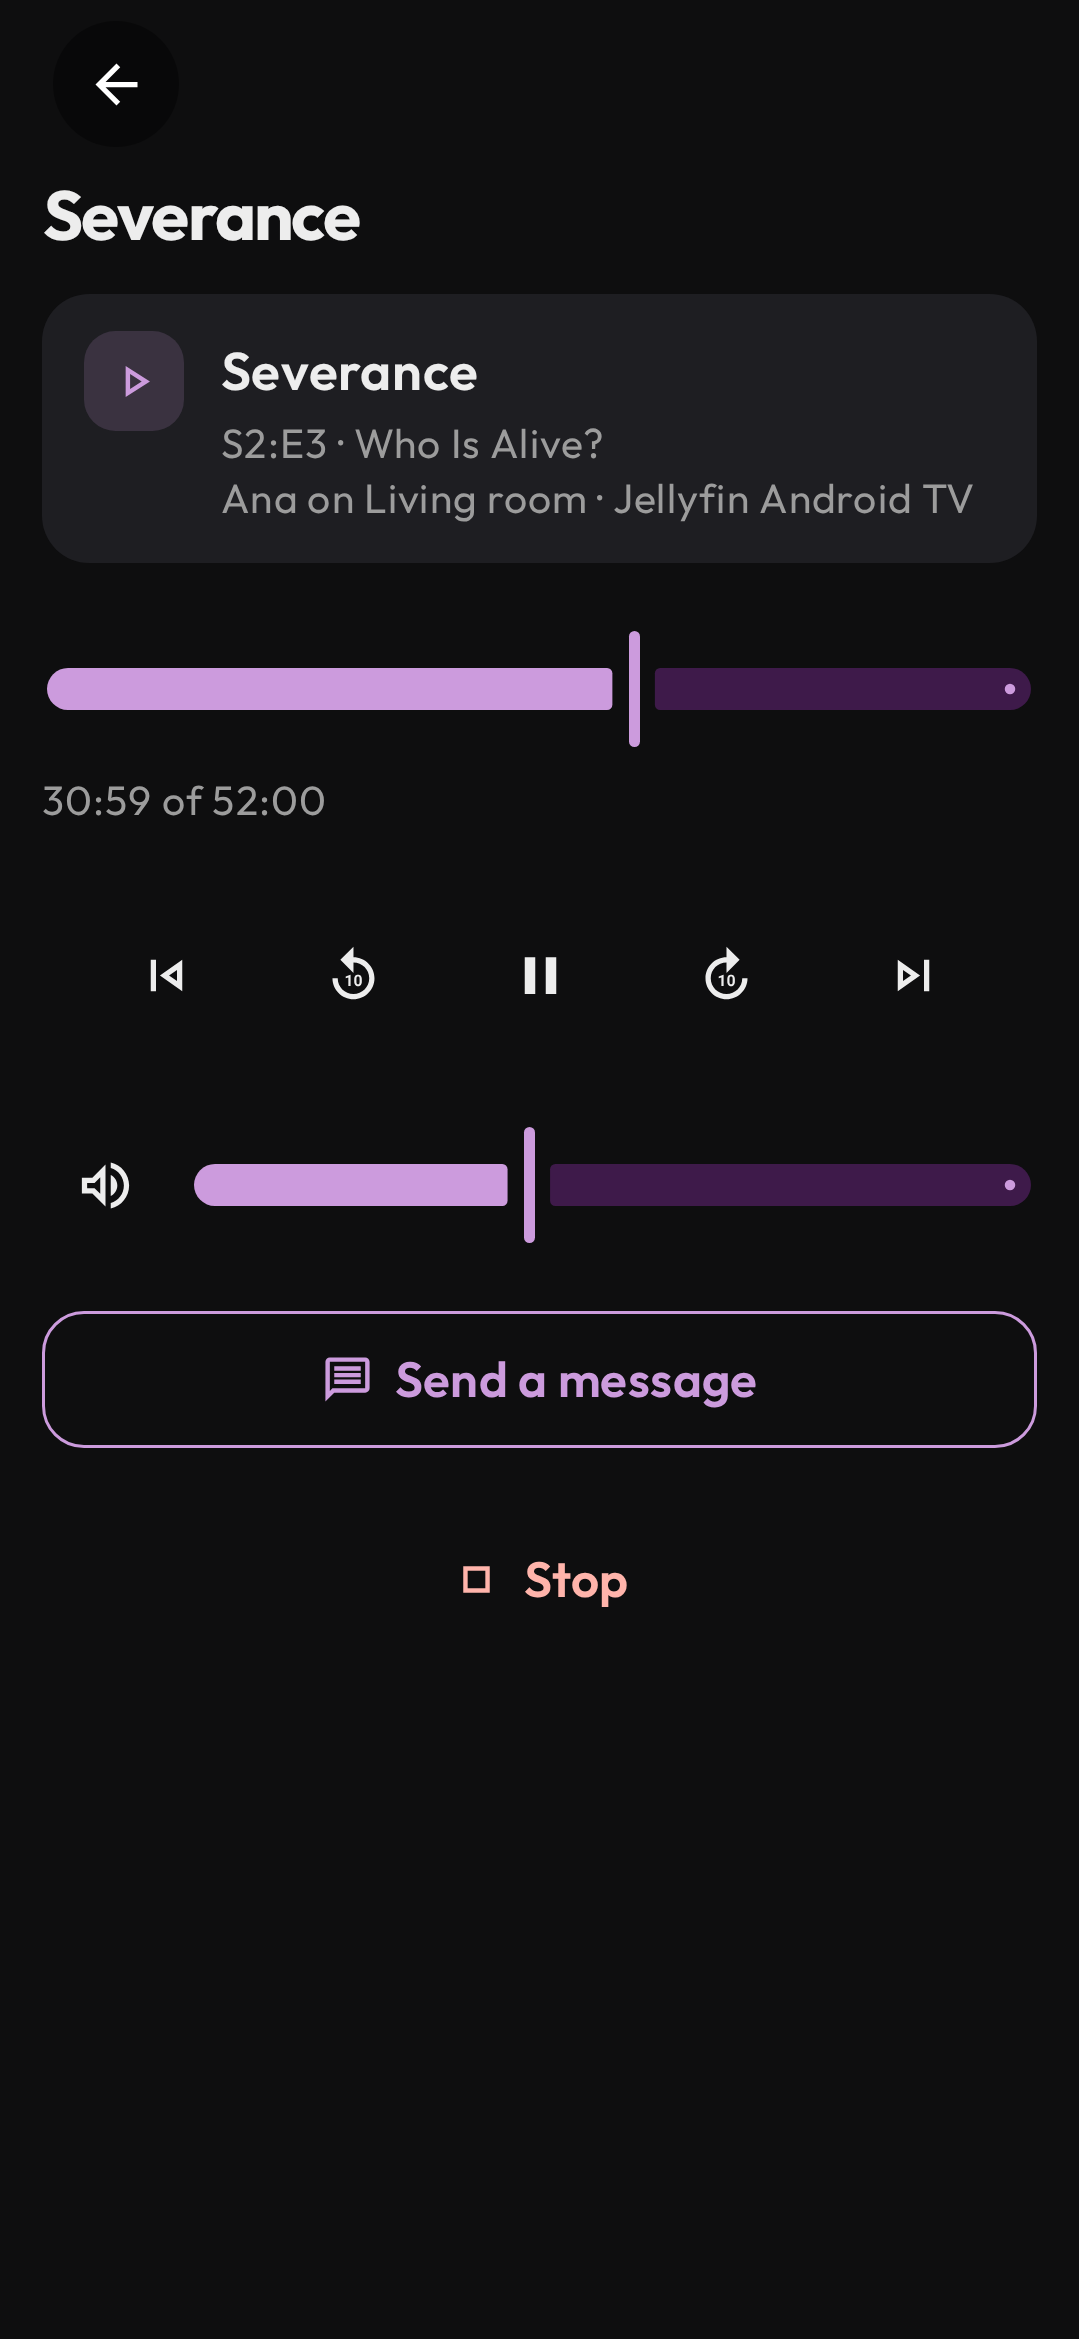 Severance
Severance
S2:E3 · Who Is Alive?
Ana on Living room · Jellyfin Android TV
30:59 of 52:00
10
10
Send a message
Stop